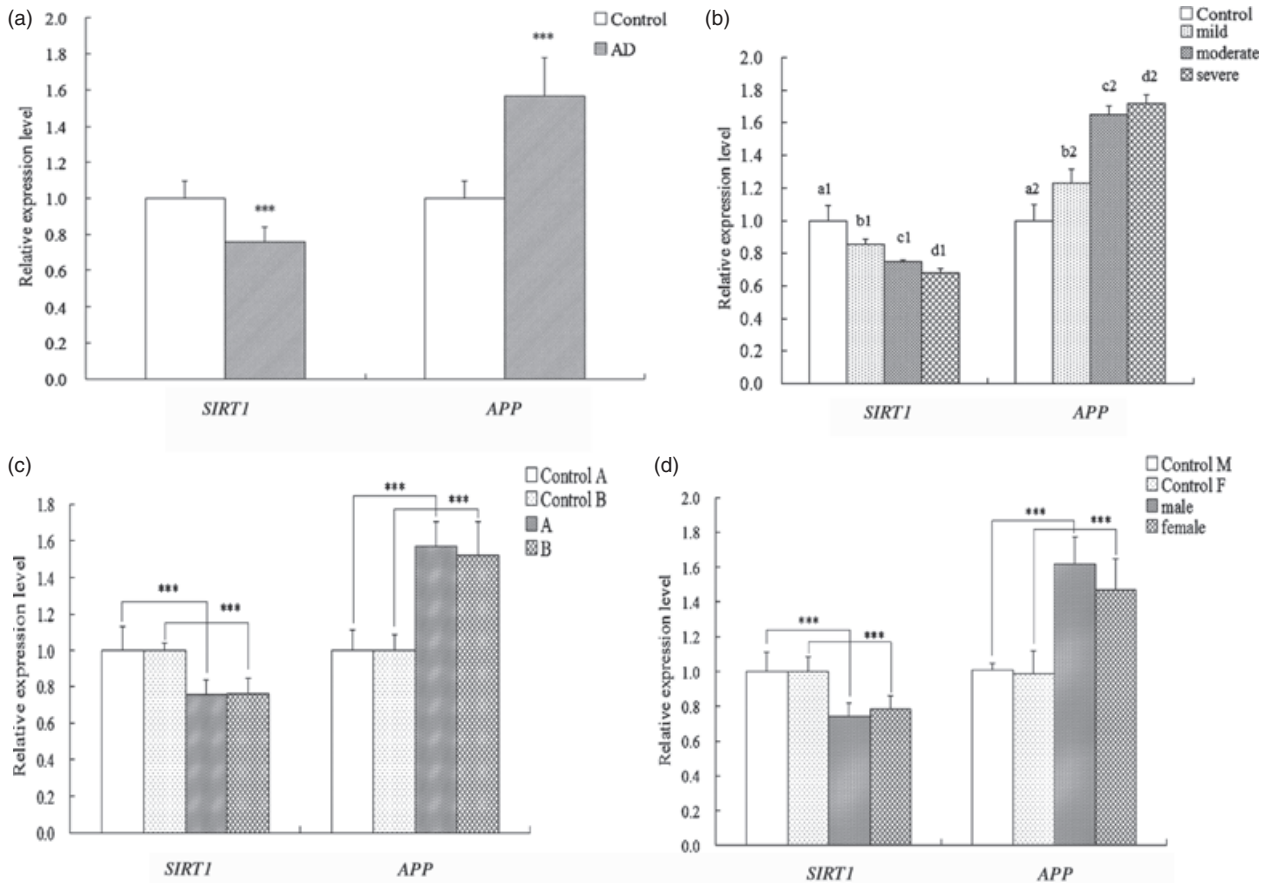 (a)
Control
AD
Relative expression level
2.0
1.8
1.6
1.4
1.2
1.0
0.8
0.6
0.4
0.2
0.0
***
***
SIRT1
APP
(b)
Control
mild
moderate
severe
Relative expression level
2.0
1.8
1.6
1.4
1.2
1.0
0.8
0.6
0.4
0.2
0.0
a1
b1
c1
d1
a2
b2
c2
d2
SIRT1
APP
(c)
Control A
Control B
A
B
Relative expression level
1.8
1.6
1.4
1.2
1.0
0.8
0.6
0.4
0.2
0.0
***
***
***
***
SIRT1
APP
(d)
Control M
Control F
male
female
Relative expression level
2.0
1.8
1.6
1.4
1.2
1.0
0.8
0.6
0.4
0.2
0.0
***
***
***
***
SIRT1
APP